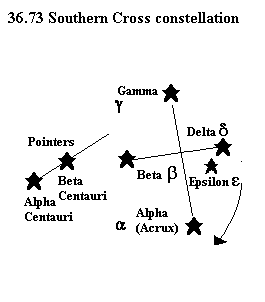 36.73 Southern Cross constellation
Gamma
γ
Delta δ
Pointers
Beta
Centauri
Beta β
Epsilon ε
Alpha
Centauri
α Alpha
(Acrux)